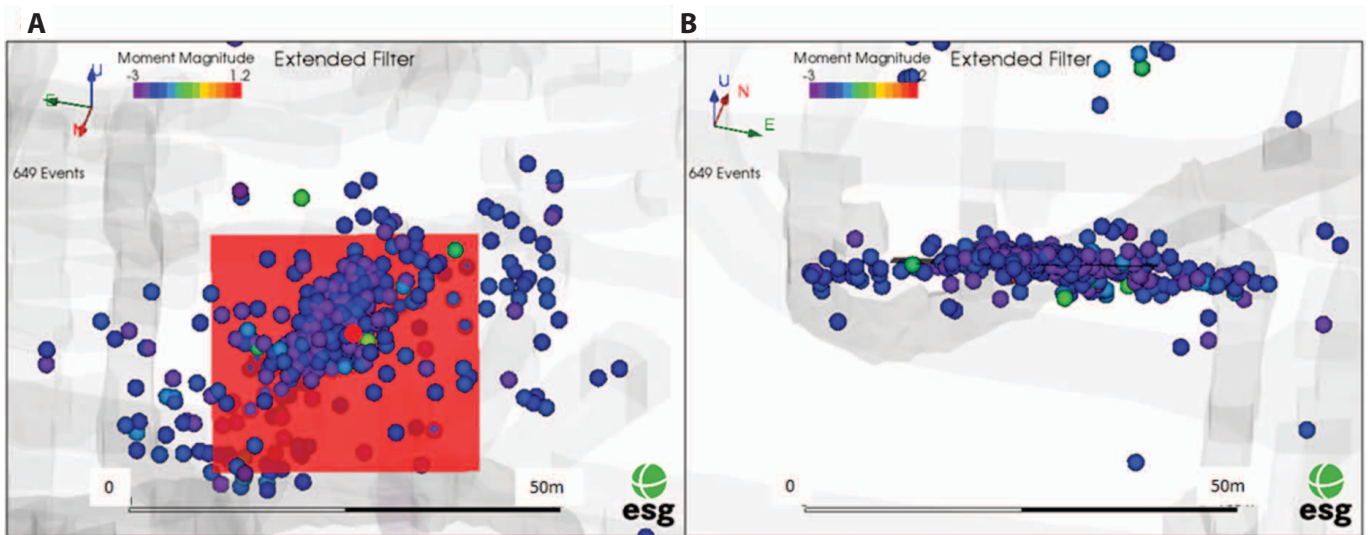 A
B
Moment Magnitude
Extended Filter
-3
1.2
U
E
N
649 Events
0
50m
esg
Moment Magnitude
Extended Filter
-3
2
U
N
E
649 Events
0
50m
esg